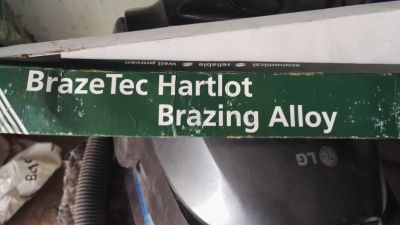 economical ● reliable ● well proven
BrazeTec Hartlot
Brazing Alloy
LG